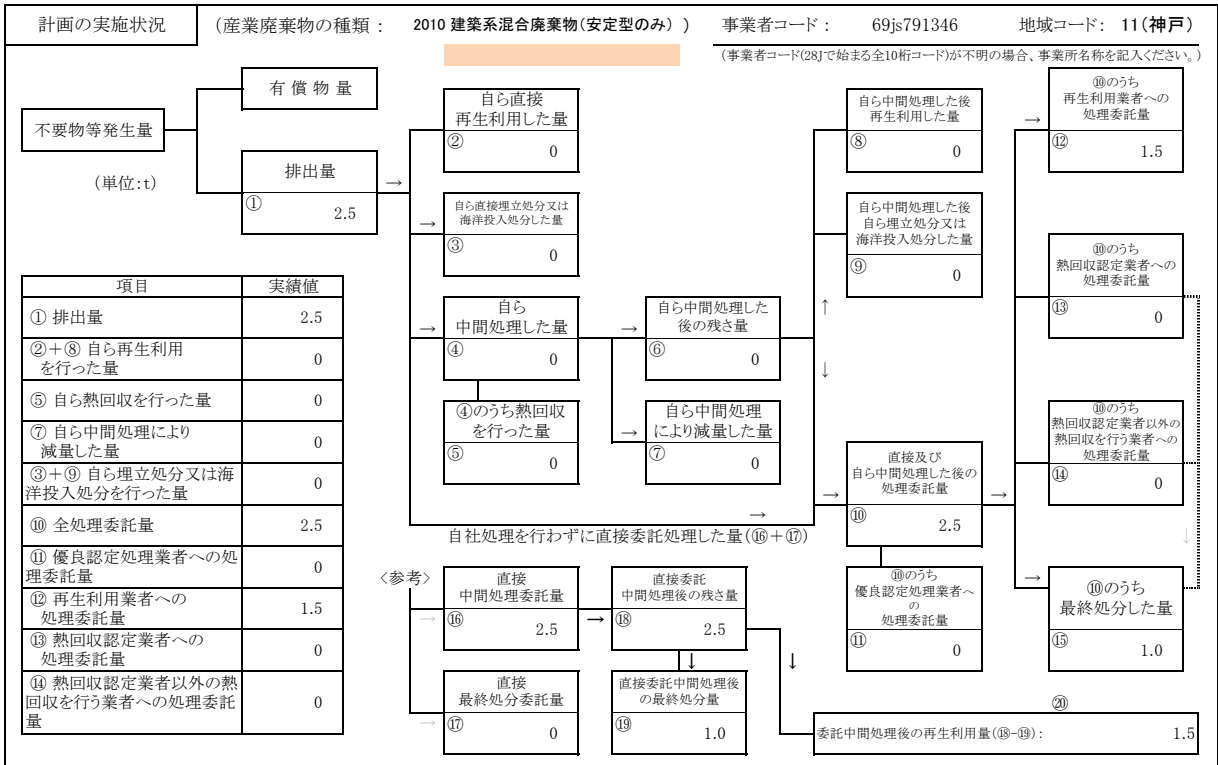 計画の実施状況
(産業廃棄物の種類： 2010 建築系混合廃棄物(安定型のみ) )
事業者コード： 69js791346
地域コード： 11(神戸)
(事業者コード(28Jで始まる全10桁コード)が不明の場合、事業所名称を記入ください。)
不要物等発生量
(単位:t)
有償物量
排出量
→
① 2.5
自ら直接
再生利用した量
② 0
→
自ら直接埋立処分又は
海洋投入処分した量
③ 0
→
自ら
中間処理した量
④ 0
④のうち熱回収
を行った量
⑤ 0
→
自ら中間処理した
後の残さ量
⑥ 0
→
自ら中間処理
により減量した量
⑦ 0
↑
↓
自ら中間処理した後
再生利用した量
⑧ 0
自ら中間処理した後
自ら埋立処分又は
海洋投入処分した量
⑨ 0
→
直接及び
自ら中間処理した後の
処理委託量
⑩ 2.5
→
⑩のうち
優良認定処理業者へ
の
処理委託量
⑪ 0
→
⑩のうち
再生利用業者への
処理委託量
⑫ 1.5
⑩のうち
熱回収認定業者への
処理委託量
⑬ 0
⑩のうち
熱回収認定業者以外の
熱回収を行う業者への
処理委託量
⑭ 0
↓
→
⑩のうち
最終処分した量
⑮ 1.0
項目 実績値
① 排出量 2.5
②＋⑧ 自ら再生利用
を行った量 0
⑤ 自ら熱回収を行った量 0
⑦ 自ら中間処理により
減量した量 0
③＋⑨ 自ら埋立処分又は海
洋投入処分を行った量 0
⑩ 全処理委託量 2.5
⑪ 優良認定処理業者への処
理委託量 0
⑫ 再生利用業者への
処理委託量 1.5
⑬ 熱回収認定業者への
処理委託量 0
⑭ 熱回収認定業者以外の熱
回収を行う業者への処理委託
量 0
→
自社処理を行わずに直接委託処理した量(⑯＋⑰)
〈参考〉
→
直接
中間処理委託量
⑯ 2.5
→
直接委託
中間処理後の残さ量
⑱ 2.5
↓
↓
→
直接
最終処分委託量
⑰ 0
直接委託中間処理後
の最終処分量
⑲ 1.0
⑳
委託中間処理後の再生利用量(⑱-⑲)： 1.5